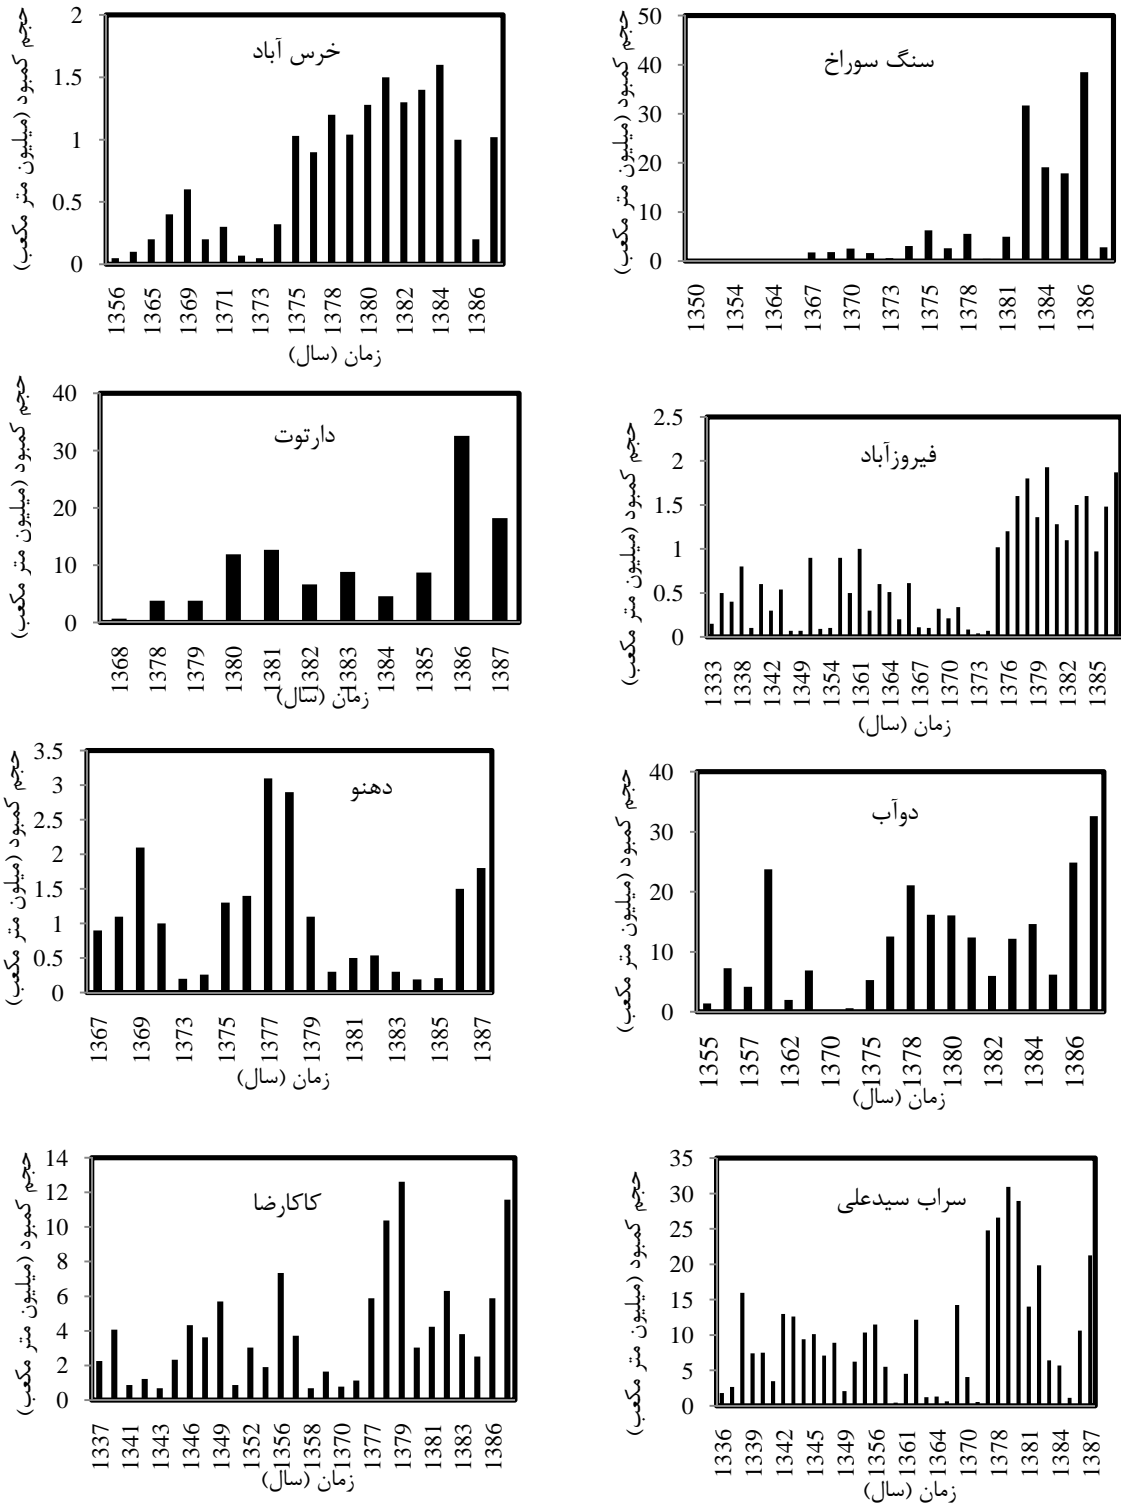 خرس آباد
حجم کمبود (میلیون متر مکعب)
2
1.5
1
0.5
0
1356 1365 1369 1371 1373 1375 1378 1380 1382 1384 1386
زمان (سال)
سنگ سوراخ
حجم کمبود (میلیون متر مکعب)
50
40
30
20
10
0
1350 1354 1364 1367 1370 1373 1375 1378 1381 1384 1386
دارتوت
حجم کمبود (میلیون متر مکعب)
40
30
20
10
0
1368 1378 1379 1380 1381 1382 1383 1384 1385 1386 1387
زمان (سال)
فیروزآباد
حجم کمبود (میلیون متر مکعب)
2.5
2
1.5
1
0.5
0
1333 1338 1342 1349 1354 1361 1364 1367 1370 1373 1376 1379 1382 1385
زمان (سال)
دهنو
حجم کمبود (میلون متر مکعب)
3.5
3
2.5
2
1.5
1
0.5
0
1367 1369 1373 1375 1377 1379 1381 1383 1385 1387
زمان (سال)
دوآب
حجم کمبود (میلیون متر مکعب)
40
30
20
10
0
1355 1357 1362 1370 1375 1378 1380 1382 1384 1386
زمان (سال)
کاکارضا
حجم کمبود (میلیون متر مکعب)
14
12
10
8
6
4
2
0
1337 1341 1343 1346 1349 1352 1356 1358 1370 1377 1379 1381 1383 1386
زمان (سال)
سراب سیدعلی
حجم کمبود (میلیون متر مکعب)
35
30
25
20
15
10
5
0
1336 1339 1342 1345 1349 1356 1361 1364 1370 1378 1381 1384 1387
زمان (سال)